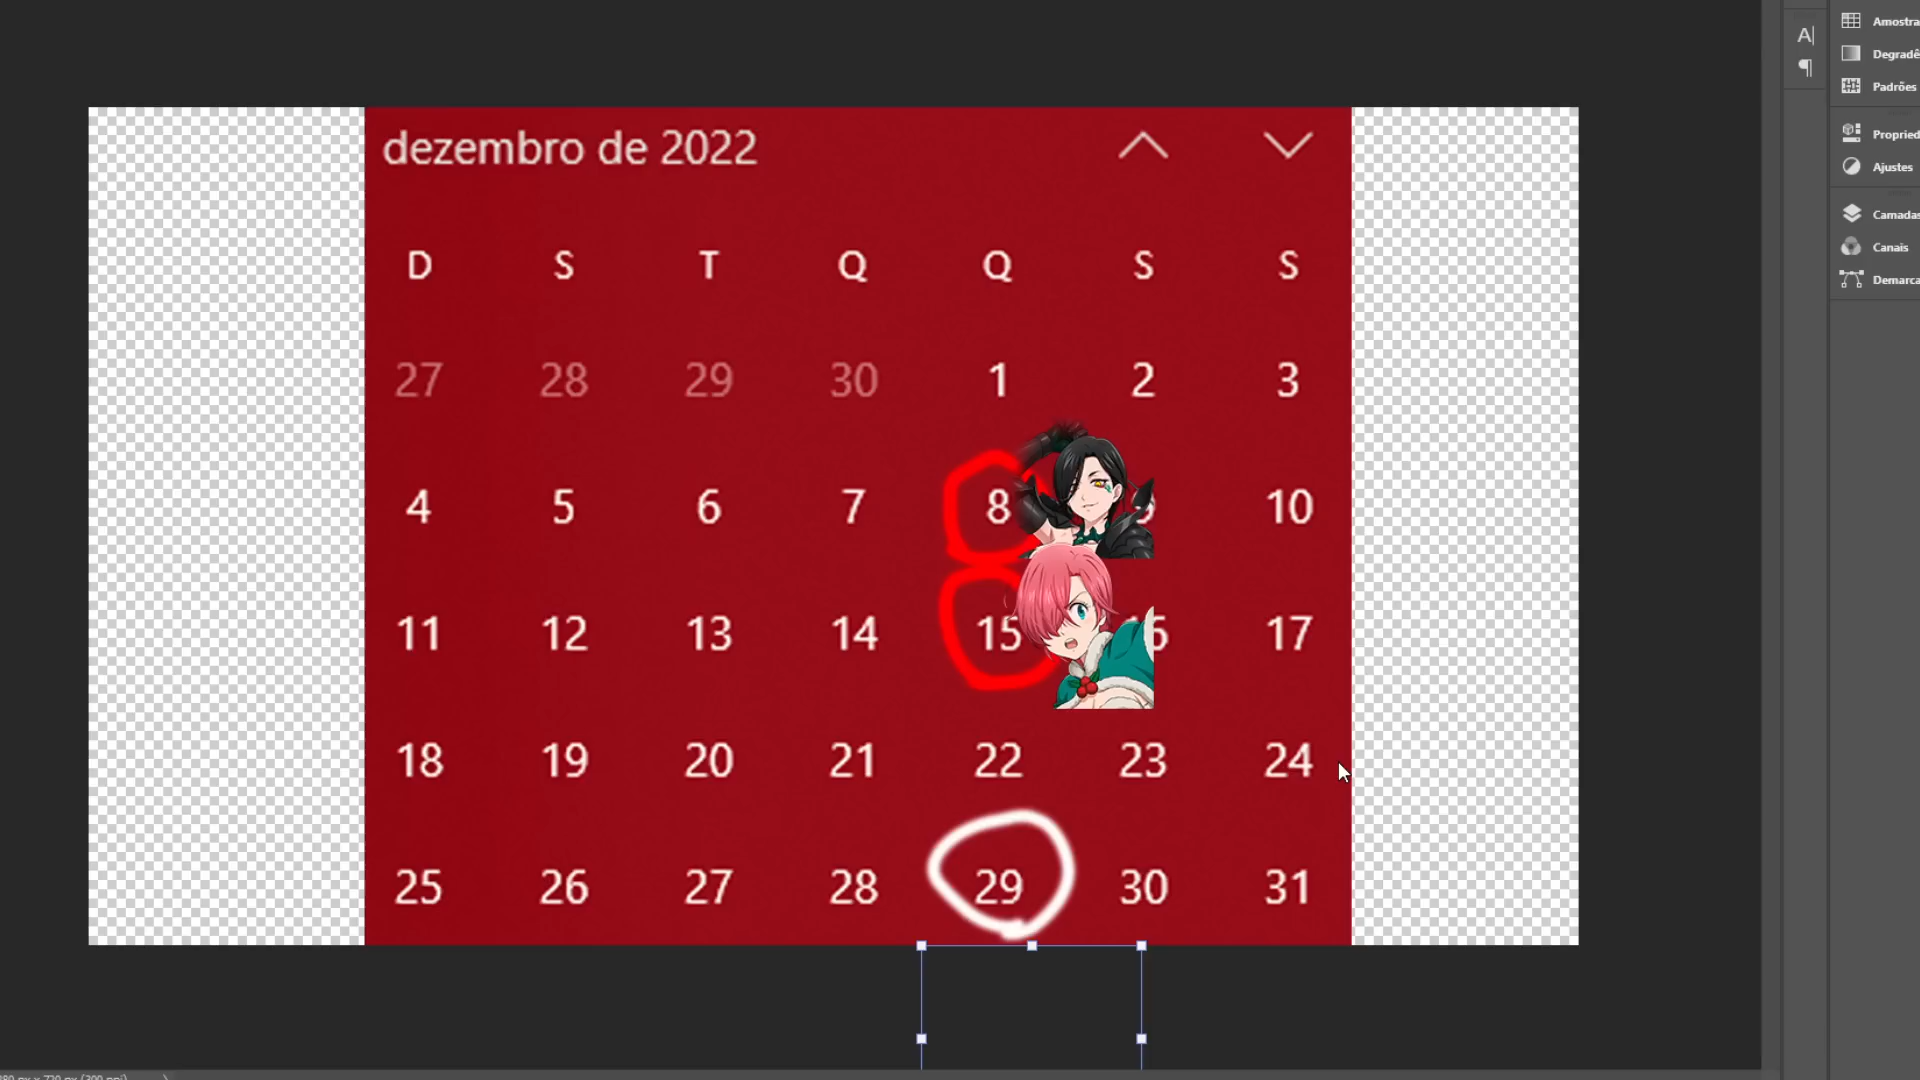 Amostra
Degradê
Padrões
Propried
Ajustes
Camadas
Canais
Demarca
dezembro de 2022
D S T Q Q S S
27 28 29 30 1 2 3
4 5 6 7 8 10
11 12 13 14 15 16 17
18 19 20 21 22 23 24
25 26 27 28 29 30 31